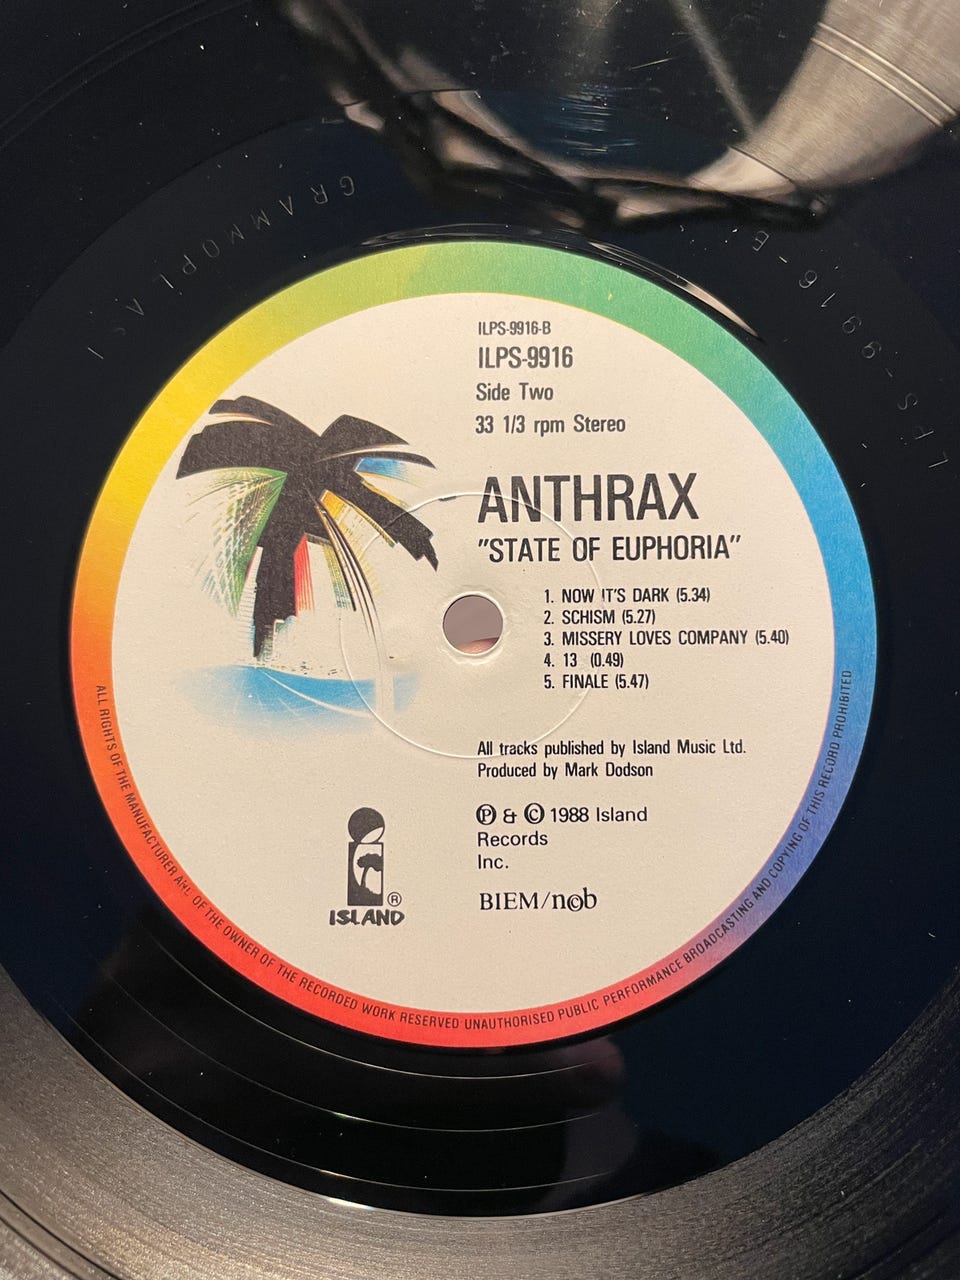 ILPS-9916-B
ILPS-9916
Side Two
33 1/3 rpm Stereo
ANTHRAX
"STATE OF EUPHORIA"
1. NOW IT'S DARK (5.34)
2. SCHISM (5.27)
3. MISSERY LOVES COMPANY (5.40)
4. 13 (0.49)
5. FINALE (5.47)
All tracks published by Island Music Ltd.
Produced by Mark Dodson
℗ & © 1988 Island
Records
Inc.
BIEM/ncb
ISLAND ®
ALL RIGHTS OF THE MANUFACTURER AND OF THE OWNER OF THE RECORDED WORK RESERVED UNAUTHORISED PUBLIC PERFORMANCE BROADCASTING AND COPYING OF THIS RECORD PROHIBITED
LPS-9916-B
GRAMMOPLAST